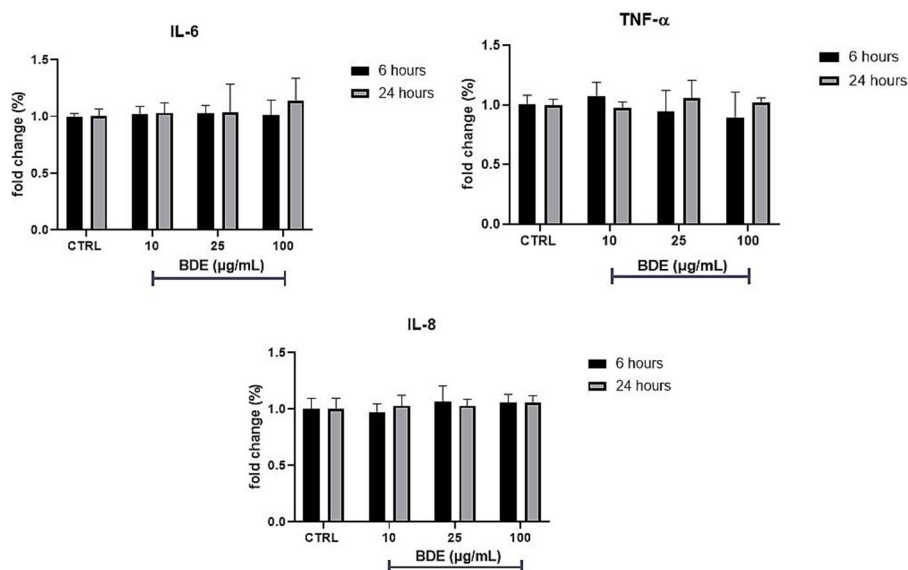 IL-6
fold change (%)
1.5
1.0
0.5
0.0
CTRL 10 25 100
BDE (µg/mL)
6 hours
24 hours
TNF-α
fold change (%)
1.5
1.0
0.5
0.0
CTRL 10 25 100
BDE (µg/mL)
6 hours
24 hours
IL-8
fold change (%)
1.5
1.0
0.5
0.0
CTRL 10 25 100
BDE (µg/mL)
6 hours
24 hours